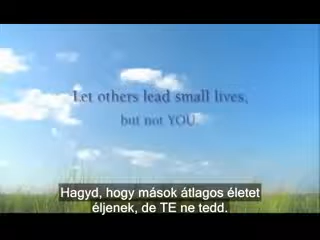 Let others lead small lives,
but not YOU.
Hagyd, hogy mások átlagos életet
éljenek, de TE ne tedd.